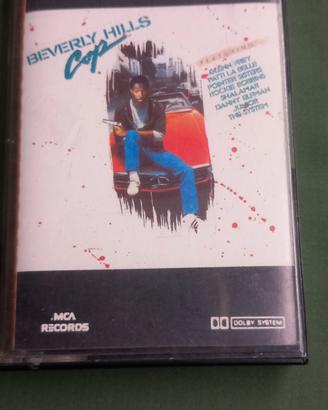 BEVERLY HILLS
Cop
FEATURING
GLENN FREY
PATTI LA BELLE
POINTER SISTERS
ROCKIE ROBBINS
SHALAMAR
DANNY ELFMAN
JUNIOR
THE SYSTEM
MCA
RECORDS
DOLBY SYSTEM